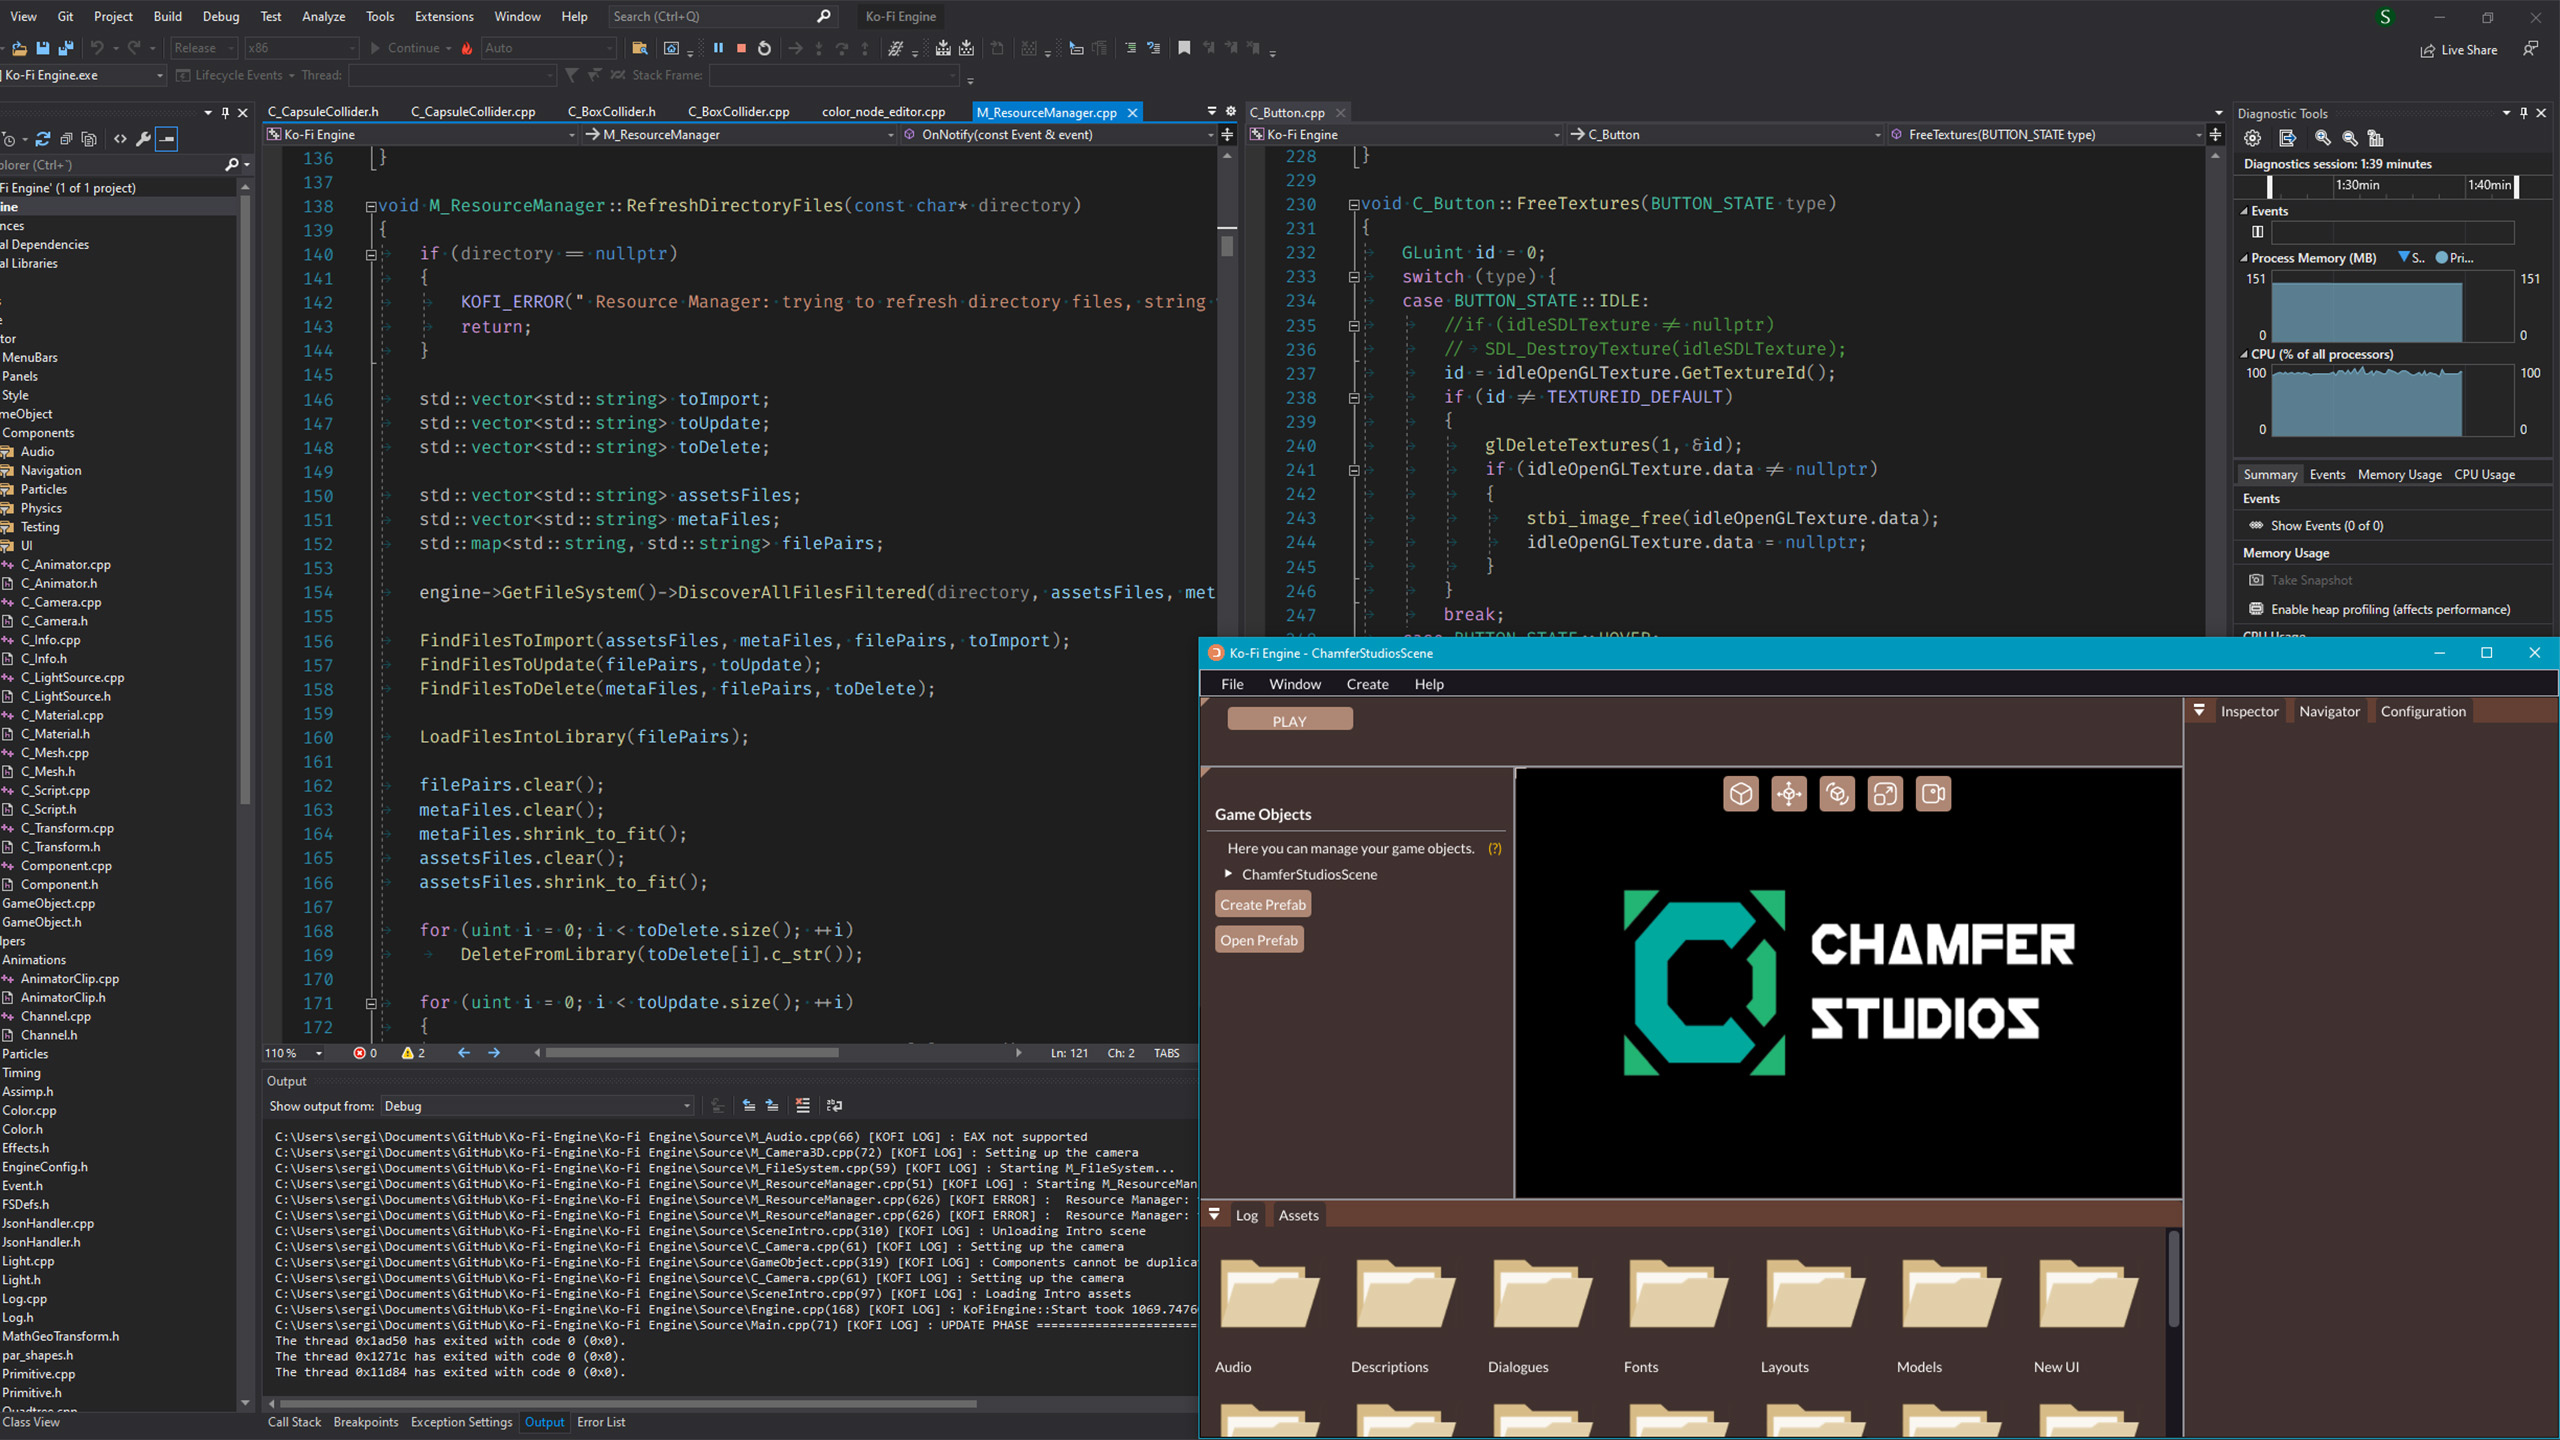 View Git Project Build Debug Test Analyze Tools Extensions Window Help Search (Ctrl+Q) Ko-Fi Engine S
Release x86 Continue Auto Live Share
Ko-Fi Engine.exe Lifecycle Events Thread: Stack Frame:
C_CapsuleCollider.h C_CapsuleCollider.cpp C_BoxCollider.h C_BoxCollider.cpp color_node_editor.cpp M_ResourceManager.cpp
Ko-Fi Engine M_ResourceManager OnNotify(const Event & event)
plorer (Ctrl+¨)
Fi Engine' (1 of 1 project)
ine
nces
al Dependencies
al Libraries
s
e
tor
MenuBars
Panels
Style
meObject
Components
Audio
Navigation
Particles
Physics
Testing
UI
C_Animator.cpp
C_Animator.h
C_Camera.cpp
C_Camera.h
C_Info.cpp
C_Info.h
C_LightSource.cpp
C_LightSource.h
C_Material.cpp
C_Material.h
C_Mesh.cpp
C_Mesh.h
C_Script.cpp
C_Script.h
C_Transform.cpp
C_Transform.h
Component.cpp
Component.h
GameObject.cpp
GameObject.h
lpers
Animations
AnimatorClip.cpp
AnimatorClip.h
Channel.cpp
Channel.h
Particles
Timing
Assimp.h
Color.cpp
Color.h
Effects.h
EngineConfig.h
Event.h
FSDefs.h
JsonHandler.cpp
JsonHandler.h
Light.cpp
Light.h
Log.cpp
Log.h
MathGeoTransform.h
par_shapes.h
Primitive.cpp
Primitive.h
Quadtree.cpp
Class View
136 }
137
138 void M_ResourceManager::RefreshDirectoryFiles(const char* directory)
139 {
140 if (directory == nullptr)
141 {
142 KOFI_ERROR(" Resource Manager: trying to refresh directory files, string
143 return;
144 }
145
146 std::vector<std::string> toImport;
147 std::vector<std::string> toUpdate;
148 std::vector<std::string> toDelete;
149
150 std::vector<std::string> assetsFiles;
151 std::vector<std::string> metaFiles;
152 std::map<std::string, std::string> filePairs;
153
154 engine->GetFileSystem()->DiscoverAllFilesFiltered(directory, assetsFiles, met
155
156 FindFilesToImport(assetsFiles, metaFiles, filePairs, toImport);
157 FindFilesToUpdate(filePairs, toUpdate);
158 FindFilesToDelete(metaFiles, filePairs, toDelete);
159
160 LoadFilesIntoLibrary(filePairs);
161
162 filePairs.clear();
163 metaFiles.clear();
164 metaFiles.shrink_to_fit();
165 assetsFiles.clear();
166 assetsFiles.shrink_to_fit();
167
168 for (uint i = 0; i < toDelete.size(); ++i)
169 DeleteFromLibrary(toDelete[i].c_str());
170
171 for (uint i = 0; i < toUpdate.size(); ++i)
172 {
110 % 0 2 Ln: 121 Ch: 2 TABS
Output
Show output from: Debug
C:\Users\sergi\Documents\GitHub\Ko-Fi-Engine\Ko-Fi Engine\Source\M_Audio.cpp(66) [KOFI LOG] : EAX not supported
C:\Users\sergi\Documents\GitHub\Ko-Fi-Engine\Ko-Fi Engine\Source\M_Camera3D.cpp(72) [KOFI LOG] : Setting up the camera
C:\Users\sergi\Documents\GitHub\Ko-Fi-Engine\Ko-Fi Engine\Source\M_FileSystem.cpp(59) [KOFI LOG] : Starting M_FileSystem...
C:\Users\sergi\Documents\GitHub\Ko-Fi-Engine\Ko-Fi Engine\Source\M_ResourceManager.cpp(51) [KOFI LOG] : Starting M_ResourceMan
C:\Users\sergi\Documents\GitHub\Ko-Fi-Engine\Ko-Fi Engine\Source\M_ResourceManager.cpp(626) [KOFI ERROR] : Resource Manager:
C:\Users\sergi\Documents\GitHub\Ko-Fi-Engine\Ko-Fi Engine\Source\M_ResourceManager.cpp(626) [KOFI ERROR] : Resource Manager:
C:\Users\sergi\Documents\GitHub\Ko-Fi-Engine\Ko-Fi Engine\Source\SceneIntro.cpp(310) [KOFI LOG] : Unloading Intro scene
C:\Users\sergi\Documents\GitHub\Ko-Fi-Engine\Ko-Fi Engine\Source\C_Camera.cpp(61) [KOFI LOG] : Setting up the camera
C:\Users\sergi\Documents\GitHub\Ko-Fi-Engine\Ko-Fi Engine\Source\GameObject.cpp(319) [KOFI LOG] : Components cannot be duplica
C:\Users\sergi\Documents\GitHub\Ko-Fi-Engine\Ko-Fi Engine\Source\C_Camera.cpp(61) [KOFI LOG] : Setting up the camera
C:\Users\sergi\Documents\GitHub\Ko-Fi-Engine\Ko-Fi Engine\Source\SceneIntro.cpp(97) [KOFI LOG] : Loading Intro assets
C:\Users\sergi\Documents\GitHub\Ko-Fi-Engine\Ko-Fi Engine\Source\Engine.cpp(168) [KOFI LOG] : KoFiEngine::Start took 1069.7476
C:\Users\sergi\Documents\GitHub\Ko-Fi-Engine\Ko-Fi Engine\Source\Main.cpp(71) [KOFI LOG] : UPDATE PHASE ======================
The thread 0x1ad50 has exited with code 0 (0x0).
The thread 0x1271c has exited with code 0 (0x0).
The thread 0x11d84 has exited with code 0 (0x0).
Call Stack Breakpoints Exception Settings Output Error List
C_Button.cpp
Ko-Fi Engine C_Button FreeTextures(BUTTON_STATE type)
228 }
229
230 void C_Button::FreeTextures(BUTTON_STATE type)
231 {
232 GLuint id = 0;
233 switch (type) {
234 case BUTTON_STATE::IDLE:
235 //if (idleSDLTexture != nullptr)
236 // SDL_DestroyTexture(idleSDLTexture);
237 id = idleOpenGLTexture.GetTextureId();
238 if (id != TEXTUREID_DEFAULT)
239 {
240 glDeleteTextures(1, &id);
241 if (idleOpenGLTexture.data != nullptr)
242 {
243 stbi_image_free(idleOpenGLTexture.data);
244 idleOpenGLTexture.data = nullptr;
245 }
246 }
247 break;
case BUTTON_STATE::HOVER:
Diagnostic Tools
Diagnostics session: 1:39 minutes
1:30min 1:40min
Events
Process Memory (MB) S.. Pri...
151 151
0 0
CPU (% of all processors)
100 100
0 0
Summary Events Memory Usage CPU Usage
Events
Show Events (0 of 0)
Memory Usage
Take Snapshot
Enable heap profiling (affects performance)
CPU Usage
Ko-Fi Engine - ChamferStudiosScene
File Window Create Help
PLAY
Inspector Navigator Configuration
Game Objects
Here you can manage your game objects. (?)
ChamferStudiosScene
Create Prefab
Open Prefab
CHAMFER
STUDIOS
Log Assets
Audio Descriptions Dialogues Fonts Layouts Models New UI